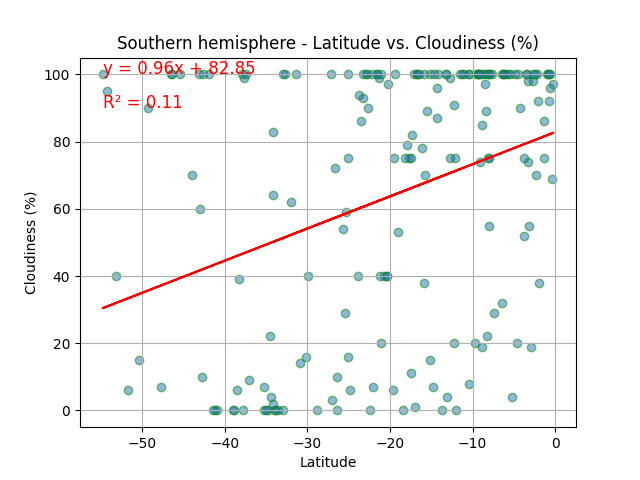 Southern hemisphere - Latitude vs. Cloudiness (%)
y = 0.96x + 82.85
R² = 0.11
Cloudiness (%)
100
80
60
40
20
0
−50 −40 −30 −20 −10 0
Latitude